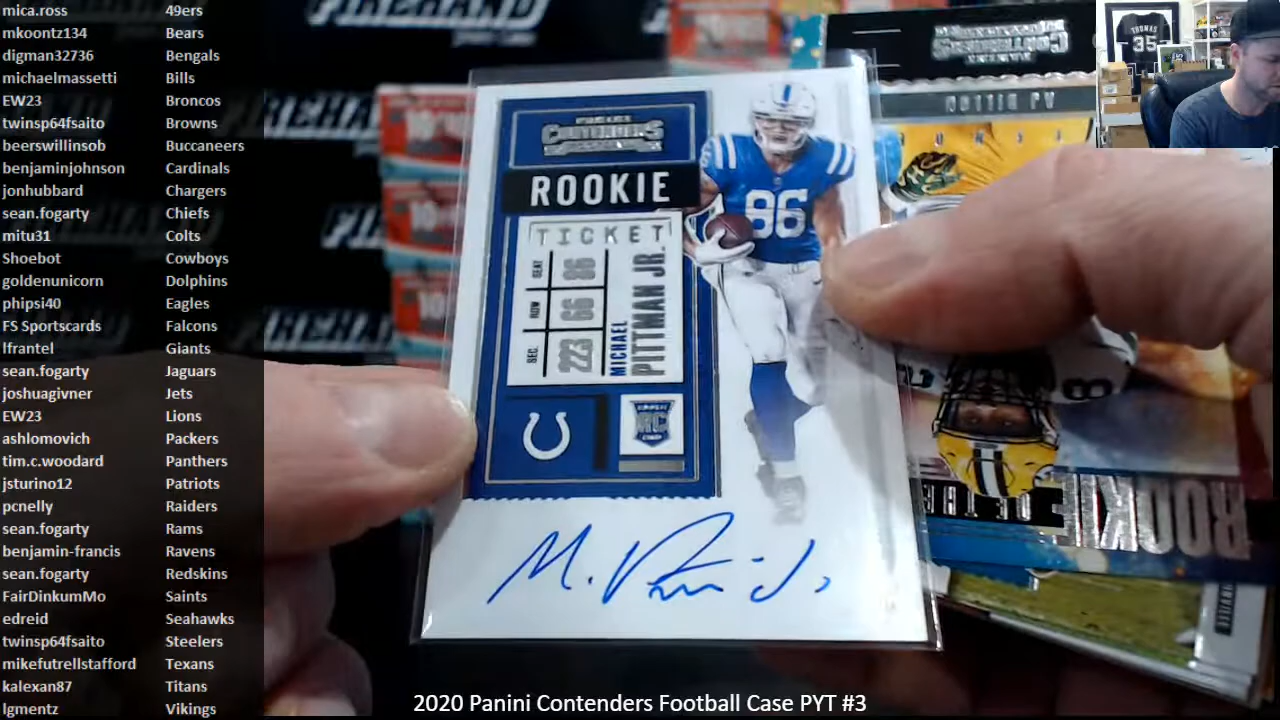 mica.ross 49ers
mkoontz134 Bears
digman32736 Bengals
michaelmassetti Bills
EW23 Broncos
twinsp64fsaito Browns
beerswillinsob Buccaneers
benjaminjohnson Cardinals
jonhubbard Chargers
sean.fogarty Chiefs
mitu31 Colts
Shoebot Cowboys
goldenunicorn Dolphins
phipsi40 Eagles
FS Sportscards Falcons
lfrantel Giants
sean.fogarty Jaguars
joshuagivner Jets
EW23 Lions
ashlomovich Packers
tim.c.woodard Panthers
jsturino12 Patriots
pcnelly Raiders
sean.fogarty Rams
benjamin-francis Ravens
sean.fogarty Redskins
FairDinkumMo Saints
edreid Seahawks
twinsp64fsaito Steelers
mikefutrellstafford Texans
kalexan87 Titans
lgmentz Vikings
PANINI
CONTENDERS
ROOKIE
TICKET
SEAT 86
ROW 66
SEC. 223
MICHAEL
PITTMAN JR.
RC
86
THOMAS
35
ROOKIE
2020 Panini Contenders Football Case PYT #3